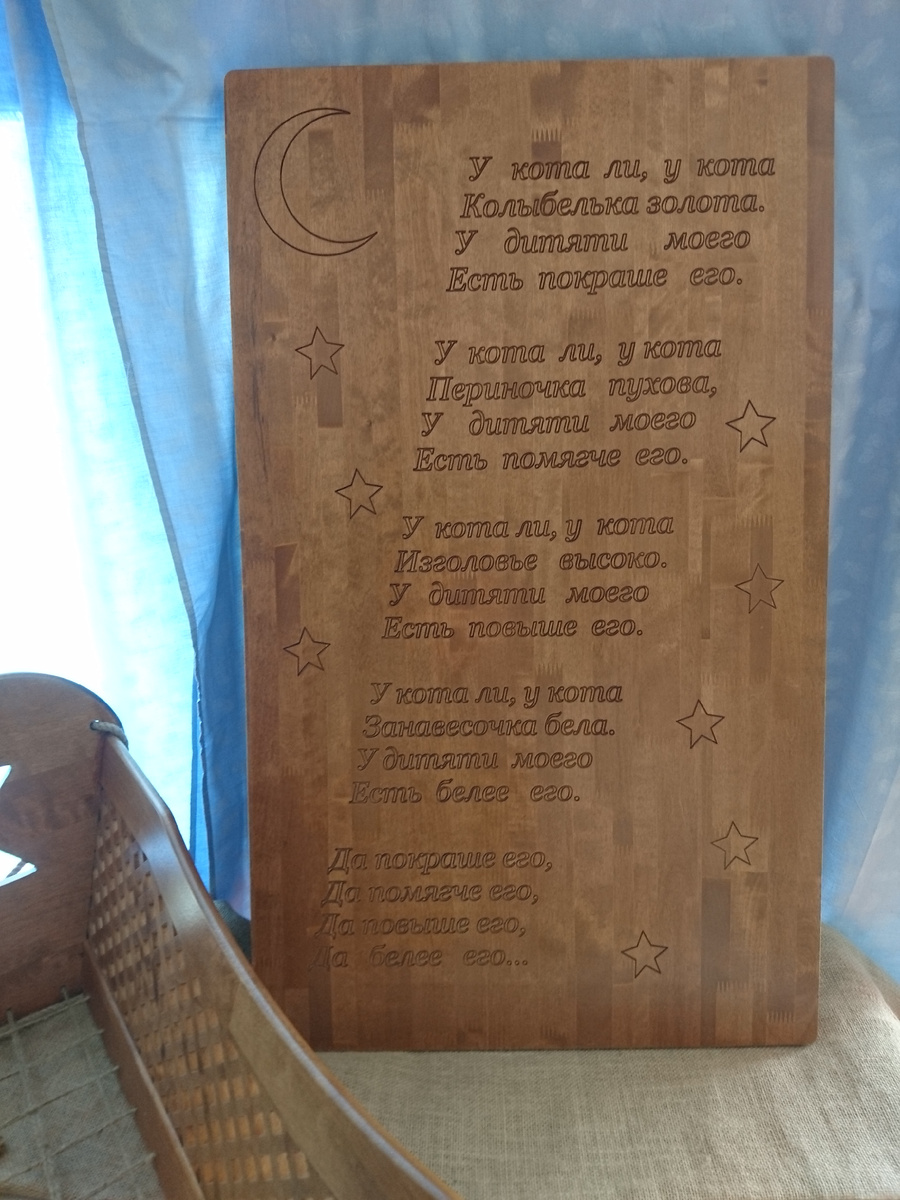 У кота ли, у кота
Колыбелька золота.
У дитяти моего
Есть покраше его.
У кота ли, у кота
Периночка пухова,
У дитяти моего
Есть помягче его.
У кота ли, у кота
Изголовье высоко.
У дитяти моего
Есть повыше его.
У кота ли, у кота
Занавесочка бела.
У дитяти моего
Есть белее его.
Да покраше его,
Да помягче его,
Да повыше его,
Да белее его...